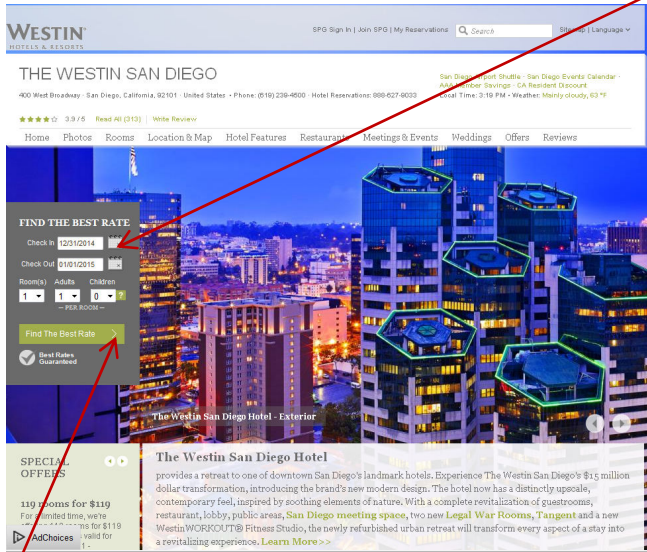 WESTIN®
HOTELS & RESORTS
SPG Sign In | Join SPG | My Reservations
Search
Language
THE WESTIN SAN DIEGO
400 West Broadway · San Diego, California, 92101 · United States · Phone: (619) 239-4500 · Hotel Reservations: 888-627-9033
San Diego Airport Shuttle · San Diego Events Calendar ·
AAA Member Savings · CA Resident Discount
Local Time: 3:19 PM · Weather: Mainly cloudy, 63 °F
3.9 / 5 Read All (313) | Write Review
Home Photos Rooms Location & Map Hotel Features Restaurants Meetings & Events Weddings Offers Reviews
FIND THE BEST RATE
Check In 12/31/2014
Check Out 01/01/2015
Room(s) Adults Children
1 1 0 ?
— PER ROOM —
Find The Best Rate
Best Rates
Guaranteed
The Westin San Diego Hotel - Exterior
SPECIAL
OFFERS
119 rooms for $119
For a limited time, we're
rooms for $119
valid for
AdChoices
The Westin San Diego Hotel
provides a retreat to one of downtown San Diego's landmark hotels. Experience The Westin San Diego's $15 million
dollar transformation, introducing the brand's new modern design. The hotel now has a distinctly upscale,
contemporary feel, inspired by soothing elements of nature. With a complete revitalization of guestrooms,
restaurant, lobby, public areas, San Diego meeting space, two new Legal War Rooms, Tangent and a new
WestinWORKOUT® Fitness Studio, the newly refurbished urban retreat will transform every aspect of a stay into
a revitalizing experience. Learn More>>